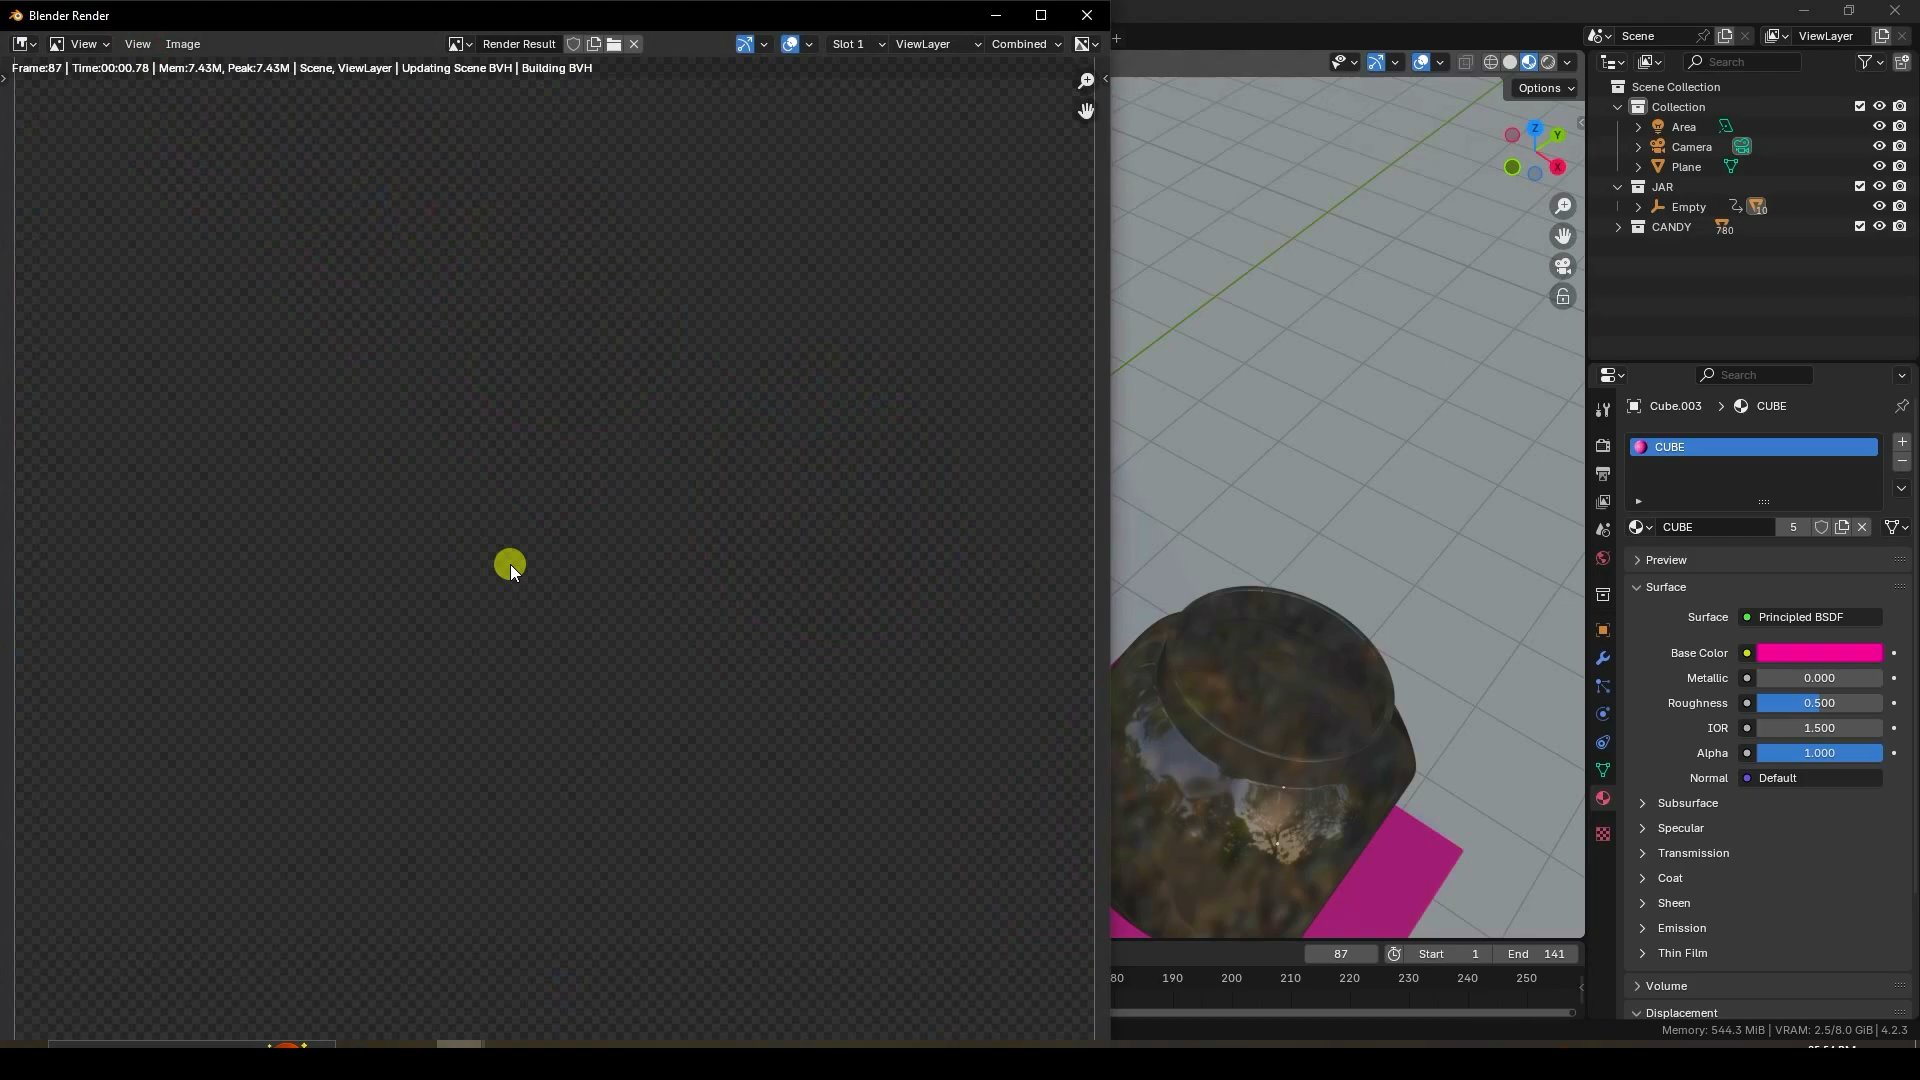 Blender Render
View View Image Render Result Slot 1 ViewLayer Combined
Frame:87 | Time:00:00.78 | Mem:7.43M, Peak:7.43M | Scene, ViewLayer | Updating Scene BVH | Building BVH
Scene ViewLayer
Search
Options
Z
Y
X
Scene Collection
Collection
Area
Camera
Plane
JAR
Empty 10
CANDY 780
Search
Cube.003 > CUBE
CUBE
CUBE 5
Preview
Surface
Surface Principled BSDF
Base Color
Metallic 0.000
Roughness 0.500
IOR 1.500
Alpha 1.000
Normal Default
Subsurface
Specular
Transmission
Coat
Sheen
Emission
Thin Film
Volume
Displacement
87 Start 1 End 141
80 190 200 210 220 230 240 250
Memory: 544.3 MiB | VRAM: 2.5/8.0 GiB | 4.2.3